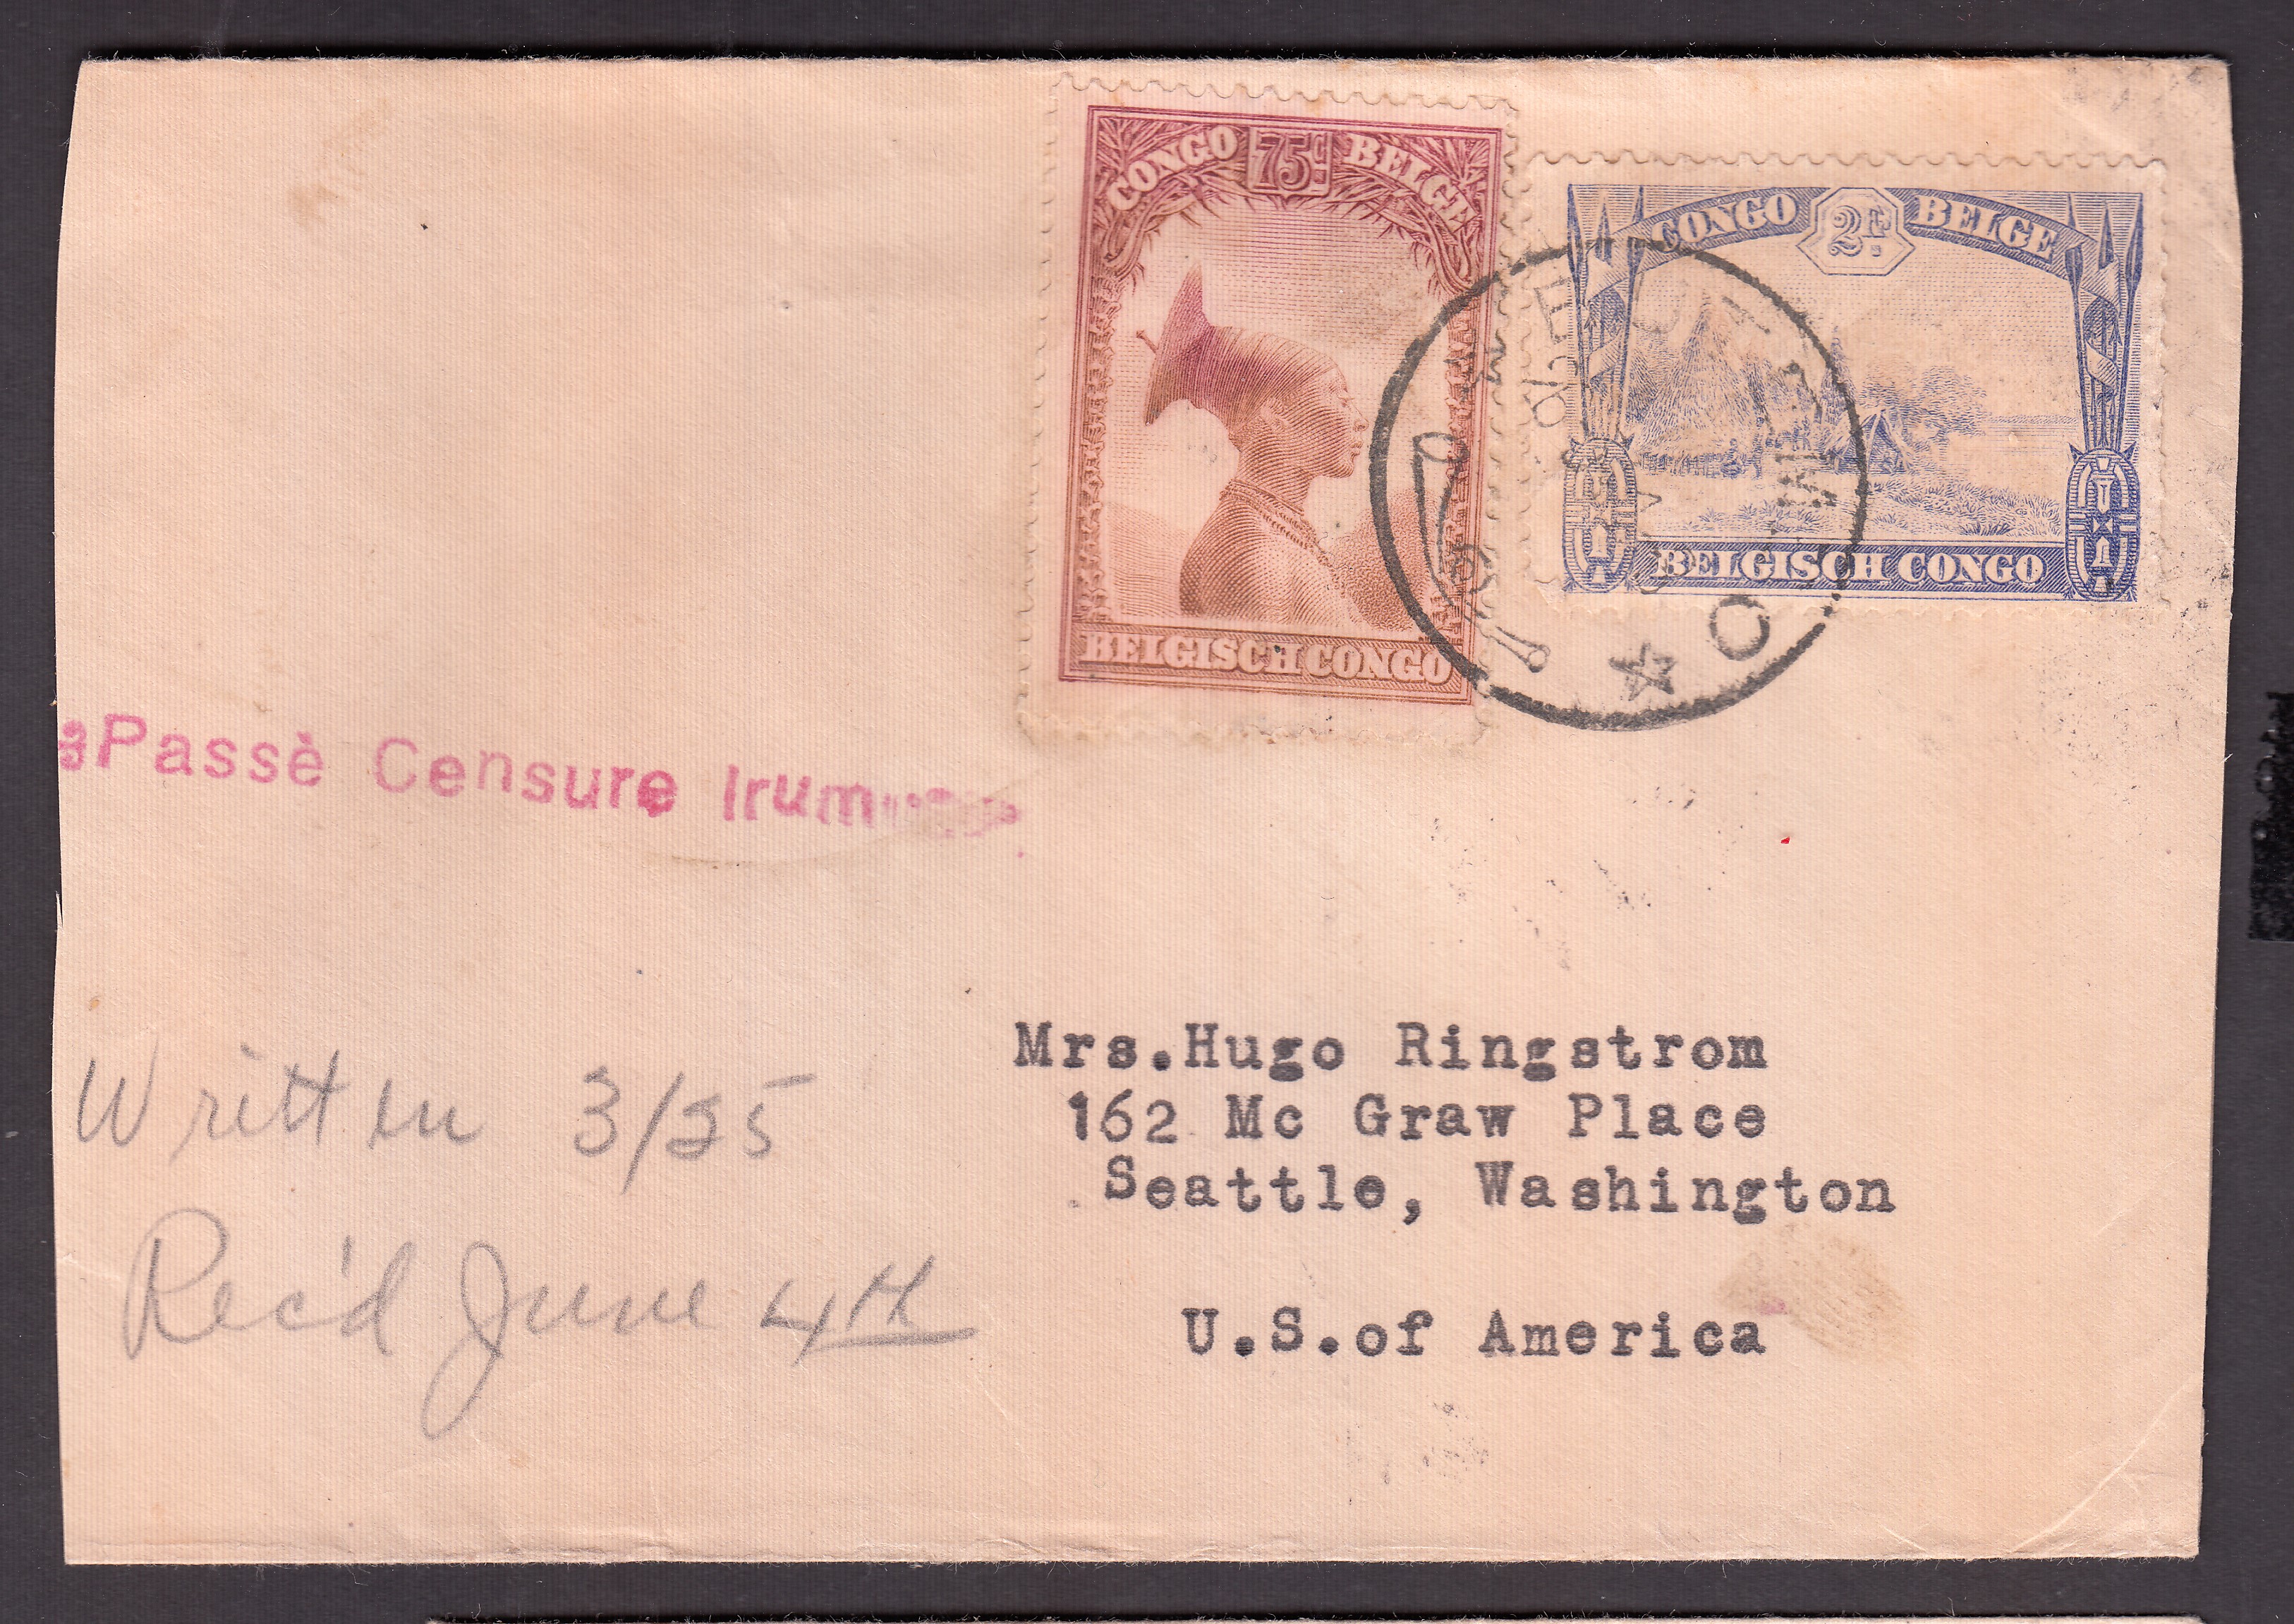 CONGO 75c BELGE
BELGISCH CONGO
CONGO 2F. BELGE
BELGISCH CONGO
Passè Censure
Mrs.Hugo Ringstrom
162 Mc Graw Place
Seattle, Washington
U.S.of America
Written 3/25
Rec'd June 4th